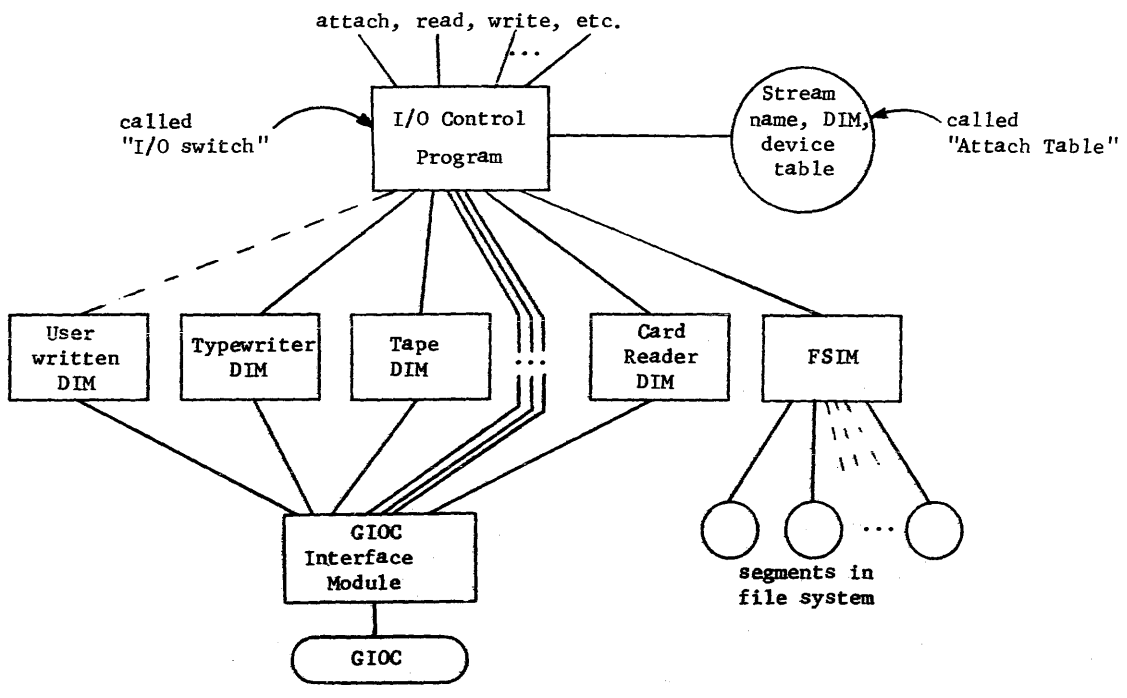 attach, read, write, etc.
...
called
"I/O switch"
I/O Control
Program
Stream
name, DIM,
device
table
called
"Attach Table"
User
written
DIM
Typewriter
DIM
Tape
DIM
...
Card
Reader
DIM
FSIM
GIOC
Interface
Module
...
segments in
file system
GIOC